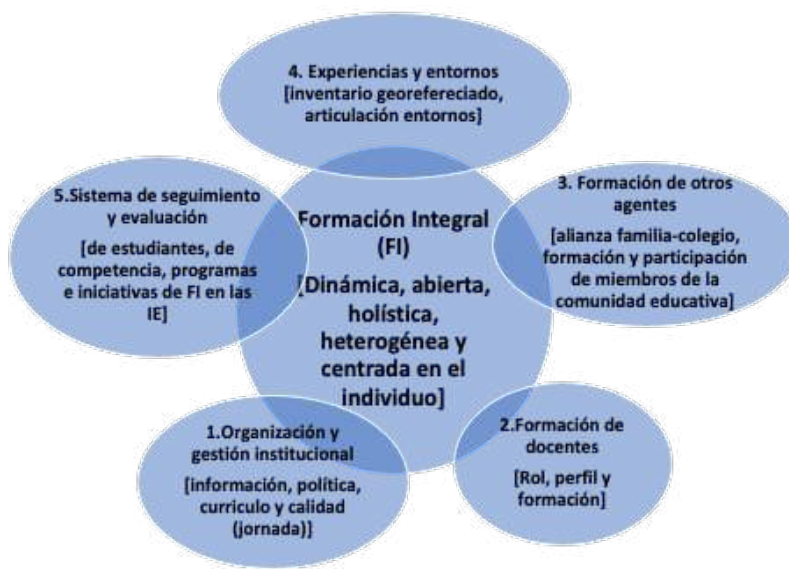 4. Experiencias y entornos
[inventario georefereciado,
articulación entornos]
5.Sistema de seguimiento
y evaluación
[de estudiantes, de
competencia, programas
e iniciativas de FI en las
IE]
Formación Integral
(FI)
[Dinámica, abierta,
holística,
heterogénea y
centrada en el
individuo]
3. Formación de otros
agentes
[alianza familia-colegio,
formación y participación
de miembros de la
comunidad educativa]
1.Organización y
gestión institucional
[información, política,
curriculo y calidad
(jornada)}
2.Formación de
docentes
[Rol, perfil y
formación]